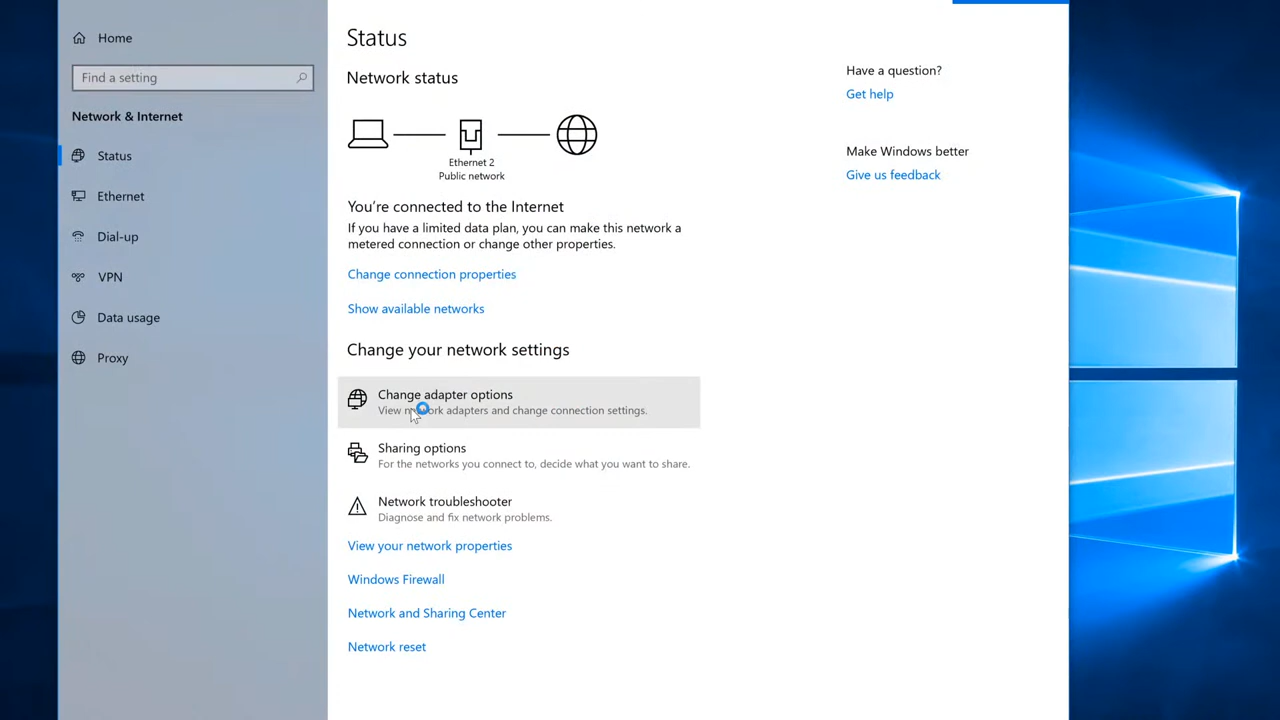 Home
Find a setting
Network & Internet
Status
Ethernet
Dial-up
VPN
Data usage
Proxy
Status
Network status
Ethernet 2
Public network
You're connected to the Internet
If you have a limited data plan, you can make this network a
metered connection or change other properties.
Change connection properties
Show available networks
Change your network settings
Change adapter options
View network adapters and change connection settings.
Sharing options
For the networks you connect to, decide what you want to share.
Network troubleshooter
Diagnose and fix network problems.
View your network properties
Windows Firewall
Network and Sharing Center
Network reset
Have a question?
Get help
Make Windows better
Give us feedback